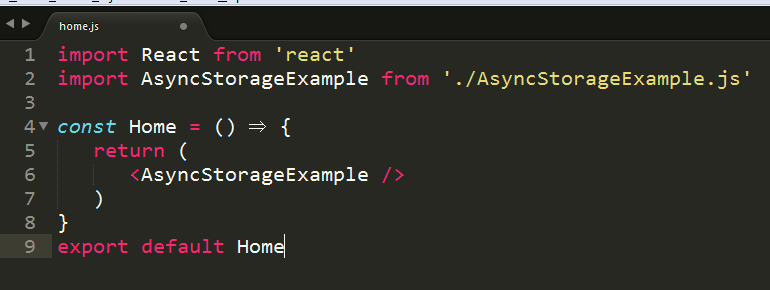 home.js
1 import React from 'react'
2 import AsyncStorageExample from './AsyncStorageExample.js'
3
4 const Home = () => {
5 return (
6 <AsyncStorageExample />
7 )
8 }
9 export default Home